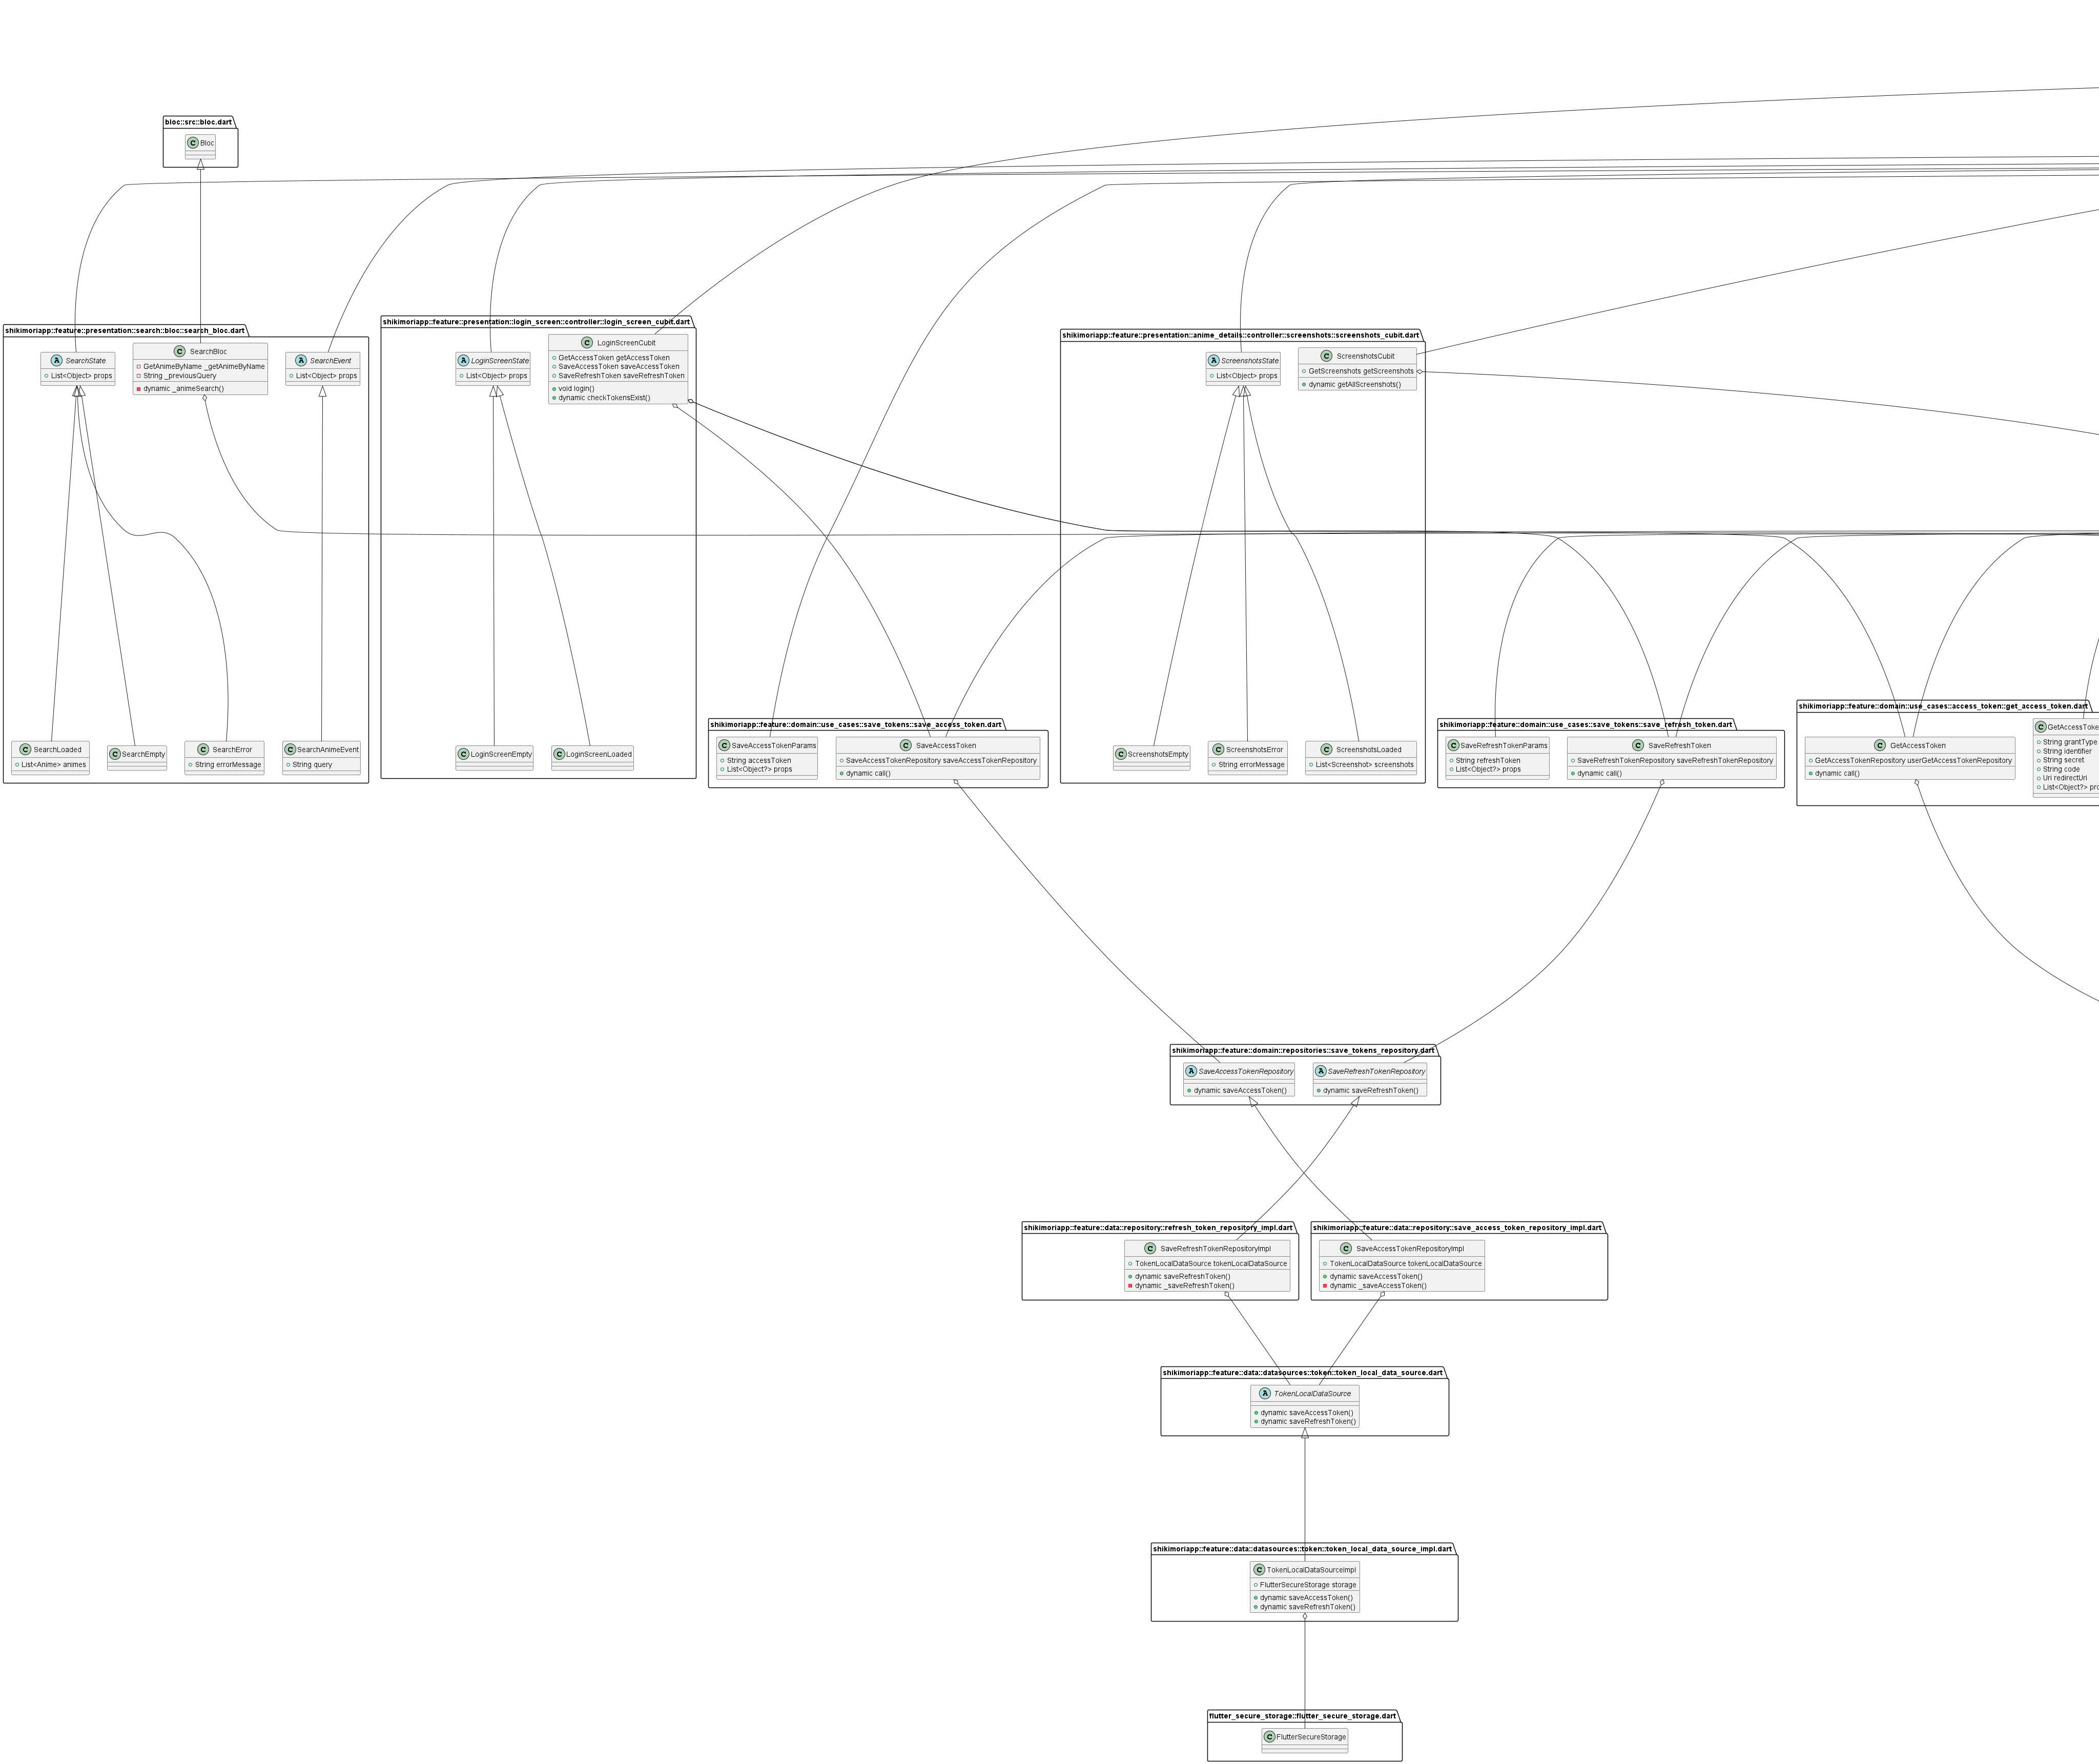 bloc::src::bloc.dart
C Bloc
shikimoriapp::feature::presentation::search::bloc::search_bloc.dart
A SearchState
List<Object> props
C SearchBloc
GetAnimeByName _getAnimeByName
String _previousQuery
dynamic _animeSearch()
A SearchEvent
List<Object> props
C SearchLoaded
List<Anime> animes
C SearchEmpty
C SearchError
String errorMessage
C SearchAnimeEvent
String query
shikimoriapp::feature::presentation::login_screen::controller::login_screen_cubit.dart
A LoginScreenState
List<Object> props
C LoginScreenCubit
GetAccessToken getAccessToken
SaveAccessToken saveAccessToken
SaveRefreshToken saveRefreshToken
void login()
dynamic checkTokensExist()
C LoginScreenEmpty
C LoginScreenLoaded
shikimoriapp::feature::domain::use_cases::save_tokens::save_access_token.dart
C SaveAccessTokenParams
String accessToken
List<Object?> props
C SaveAccessToken
SaveAccessTokenRepository saveAccessTokenRepository
dynamic call()
shikimoriapp::feature::presentation::anime_details::controller::screenshots::screenshots_cubit.dart
A ScreenshotsState
List<Object> props
C ScreenshotsCubit
GetScreenshots getScreenshots
dynamic getAllScreenshots()
C ScreenshotsEmpty
C ScreenshotsError
String errorMessage
C ScreenshotsLoaded
List<Screenshot> screenshots
shikimoriapp::feature::domain::use_cases::save_tokens::save_refresh_token.dart
C SaveRefreshTokenParams
String refreshToken
List<Object?> props
C SaveRefreshToken
SaveRefreshTokenRepository saveRefreshTokenRepository
dynamic call()
shikimoriapp::feature::domain::use_cases::access_token::get_access_token.dart
C GetAccessToken
GetAccessTokenRepository userGetAccessTokenRepository
dynamic call()
C GetAccessToke
String grantType
String identifier
String secret
String code
Uri redirectUri
List<Object?> pro
shikimoriapp::feature::domain::repositories::save_tokens_repository.dart
A SaveAccessTokenRepository
dynamic saveAccessToken()
A SaveRefreshTokenRepository
dynamic saveRefreshToken()
shikimoriapp::feature::data::repository::refresh_token_repository_impl.dart
C SaveRefreshTokenRepositoryImpl
TokenLocalDataSource tokenLocalDataSource
dynamic saveRefreshToken()
dynamic _saveRefreshToken()
shikimoriapp::feature::data::repository::save_access_token_repository_impl.dart
C SaveAccessTokenRepositoryImpl
TokenLocalDataSource tokenLocalDataSource
dynamic saveAccessToken()
dynamic _saveAccessToken()
shikimoriapp::feature::data::datasources::token::token_local_data_source.dart
A TokenLocalDataSource
dynamic saveAccessToken()
dynamic saveRefreshToken()
shikimoriapp::feature::data::datasources::token::token_local_data_source_impl.dart
C TokenLocalDataSourceImpl
FlutterSecureStorage storage
dynamic saveAccessToken()
dynamic saveRefreshToken()
flutter_secure_storage::flutter_secure_storage.dart
C FlutterSecureStorage